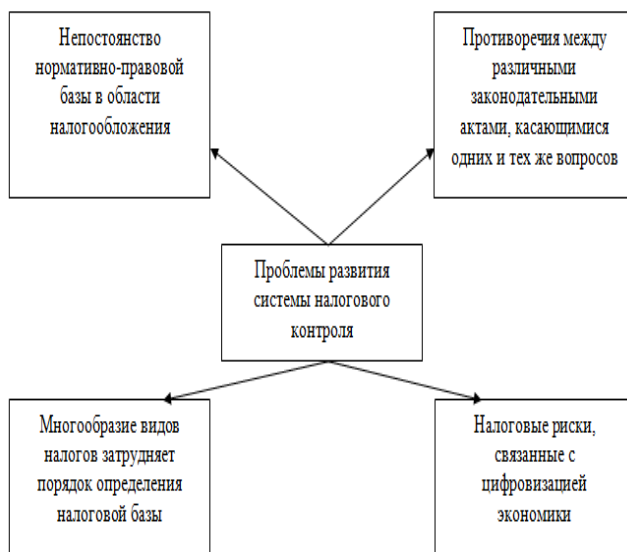 Непостоянство
нормативно-правовой
базы в области
налогообложения
Противоречия между
различными
законодательными
актами, касающимися
одних и тех же вопросов
Проблемы развития
системы налогового
контроля
Многообразие видов
налогов затрудняет
порядок определения
налоговой базы
Налоговые риски,
связанные с
цифровизацией
экономики